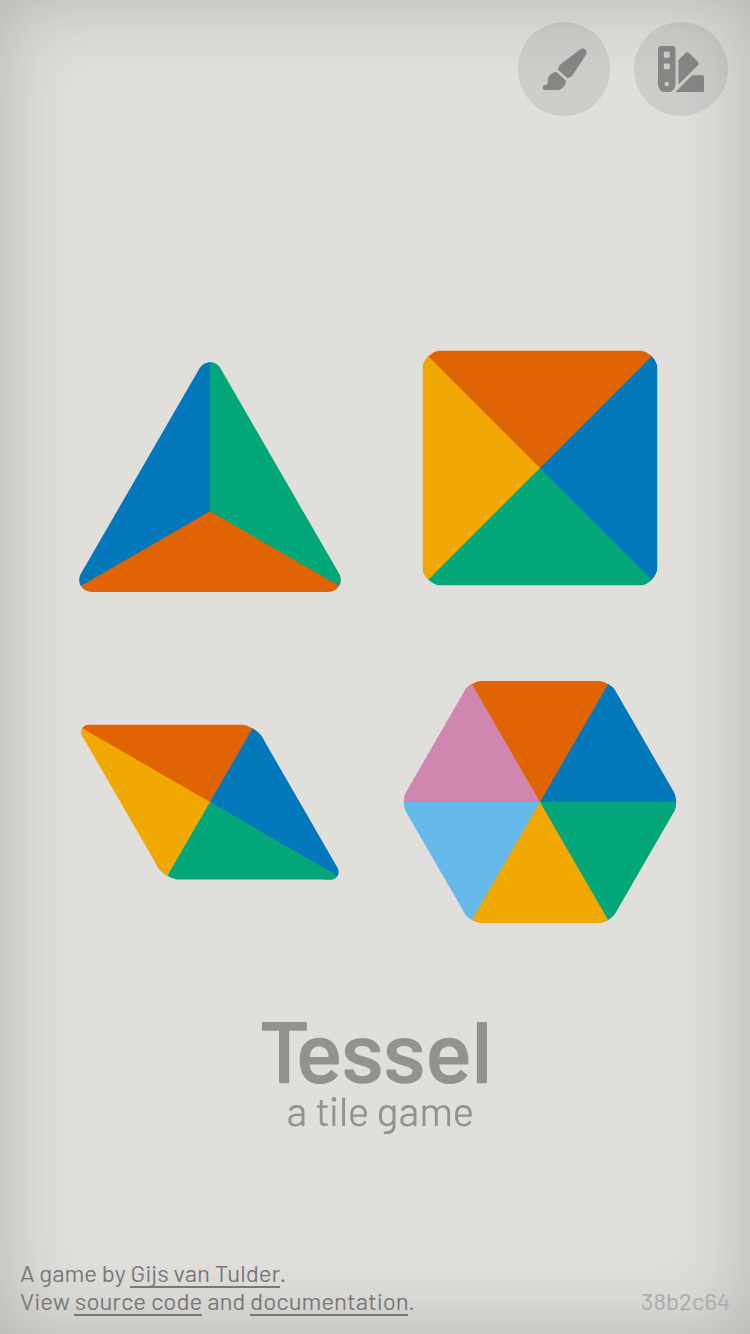 Tessel
a tile game
A game by Gijs van Tulder.
View source code and documentation.
38b2c64